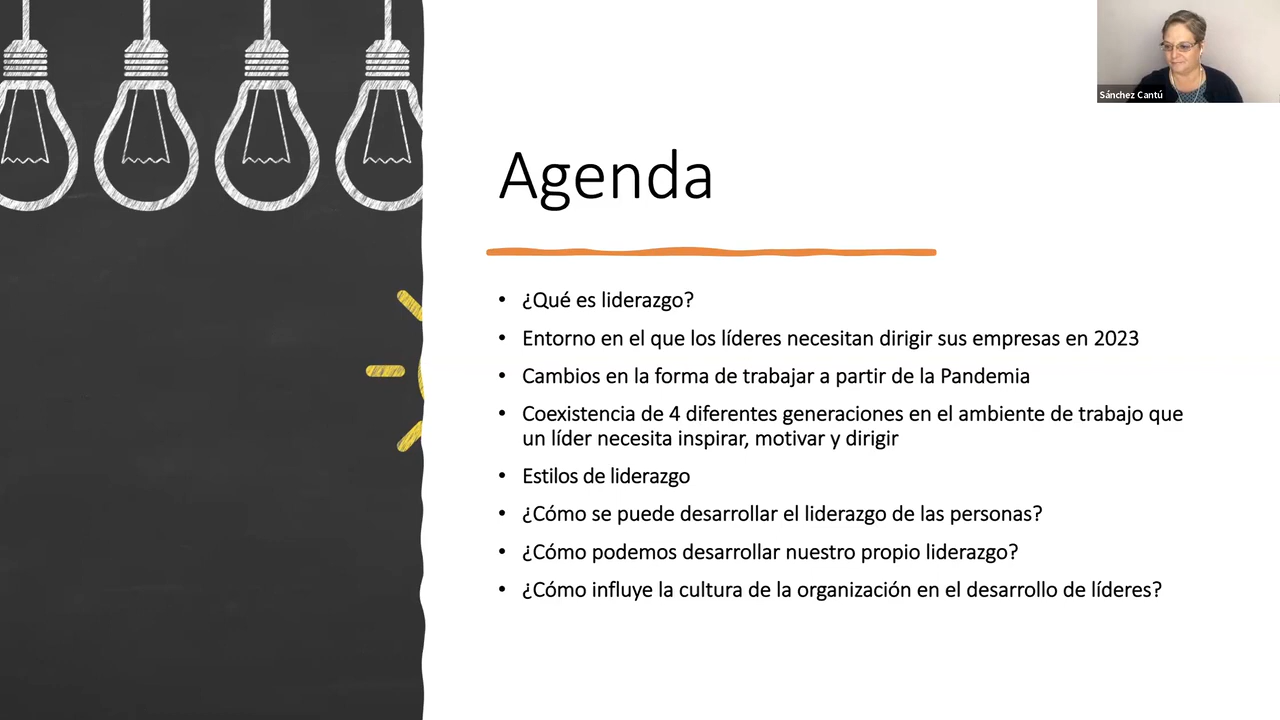 Sánchez Cantú
Agenda
• ¿Qué es liderazgo?
• Entorno en el que los líderes necesitan dirigir sus empresas en 2023
• Cambios en la forma de trabajar a partir de la Pandemia
• Coexistencia de 4 diferentes generaciones en el ambiente de trabajo que
un líder necesita inspirar, motivar y dirigir
• Estilos de liderazgo
• ¿Cómo se puede desarrollar el liderazgo de las personas?
• ¿Cómo podemos desarrollar nuestro propio liderazgo?
• ¿Cómo influye la cultura de la organización en el desarrollo de líderes?